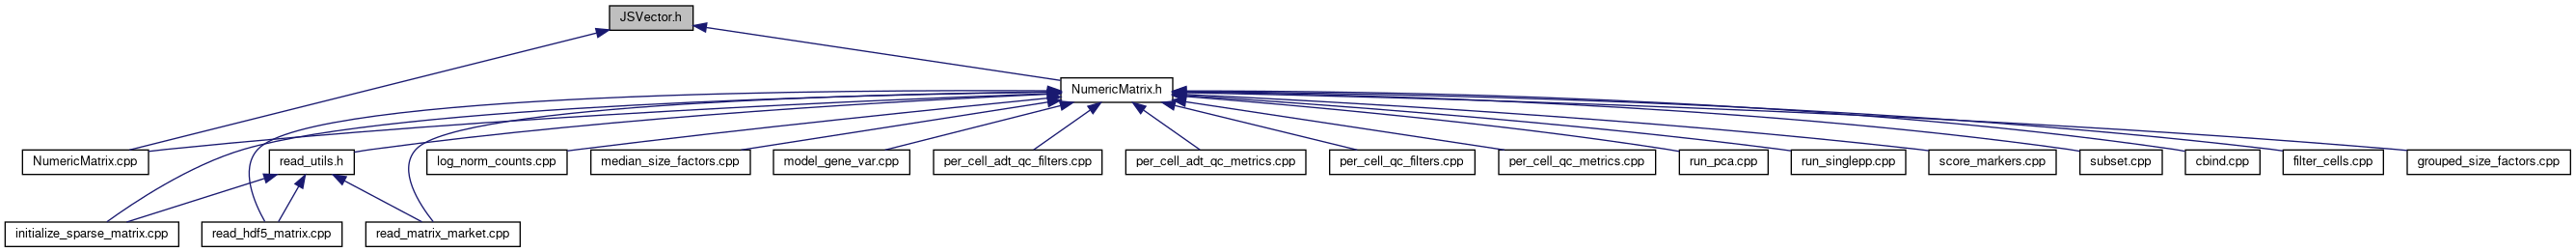 JSVector.h
NumericMatrix.h
NumericMatrix.cpp
read_utils.h
log_norm_counts.cpp
median_size_factors.cpp
model_gene_var.cpp
per_cell_adt_qc_filters.cpp
per_cell_adt_qc_metrics.cpp
per_cell_qc_filters.cpp
per_cell_qc_metrics.cpp
run_pca.cpp
run_singlepp.cpp
score_markers.cpp
subset.cpp
cbind.cpp
filter_cells.cpp
grouped_size_factors.cpp
initialize_sparse_matrix.cpp
read_hdf5_matrix.cpp
read_matrix_market.cpp